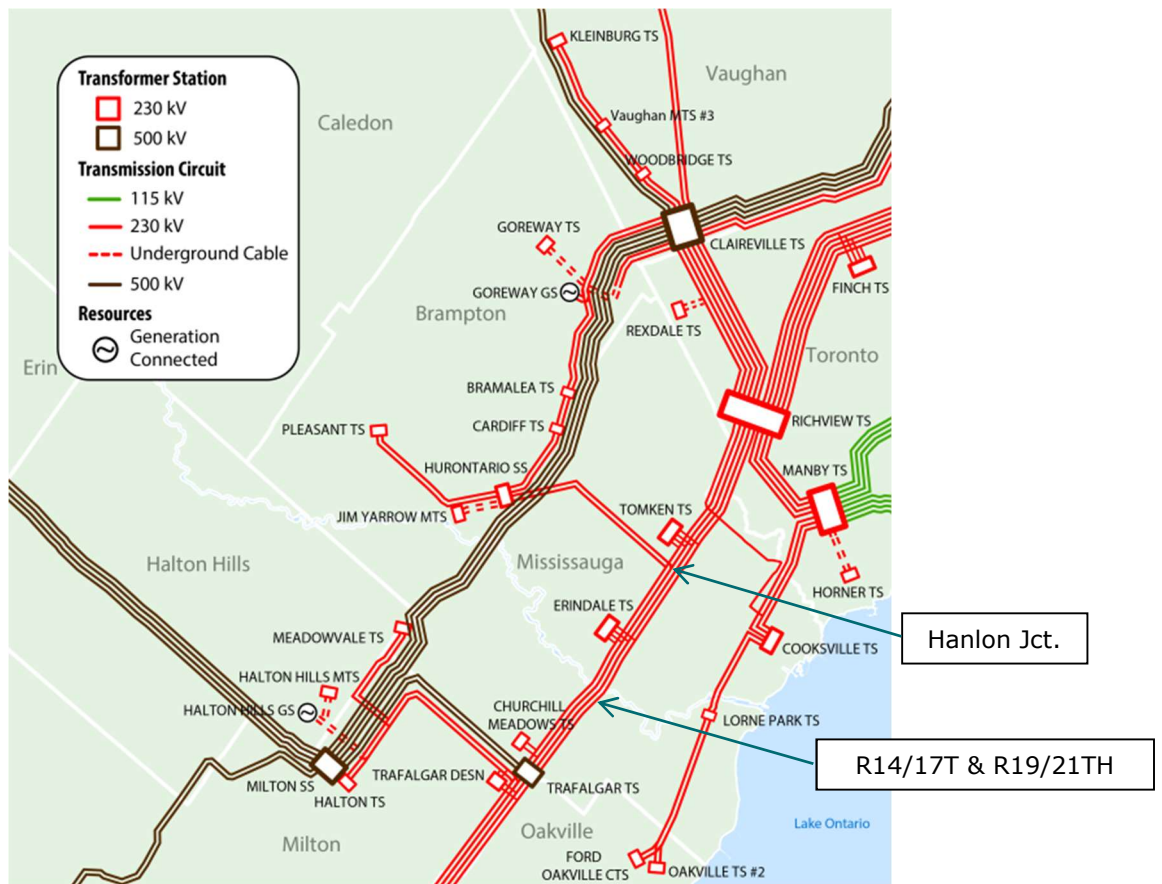 Transformer Station
230 kV
500 kV
Transmission Circuit
115 kV
230 kV
Underground Cable
500 kV
Resources
Generation
Connected
KLEINBURG TS
Vaughan
Caledon
Vaughan MTS #3
WOODBRIDGE TS
GOREWAY TS
CLAIREVILLE TS
FINCH TS
GOREWAY GS
Brampton
REXDALE TS
Toronto
Erin
BRAMALEA TS
RICHVIEW TS
PLEASANT TS
CARDIFF TS
HURONTARIO SS
MANBY TS
JIM YARROW MTS
TOMKEN TS
Halton Hills
Mississauga
HORNER TS
ERINDALE TS
Hanlon Jct.
MEADOWVALE TS
COOKSVILLE TS
HALTON HILLS MTS
HALTON HILLS GS
CHURCHILL
MEADOWS TS
LORNE PARK TS
R14/17T & R19/21TH
TRAFALGAR DESN
MILTON SS
TRAFALGAR TS
HALTON TS
Lake Ontario
Oakville
Milton
FORD
OAKVILLE CTS
OAKVILLE TS #2